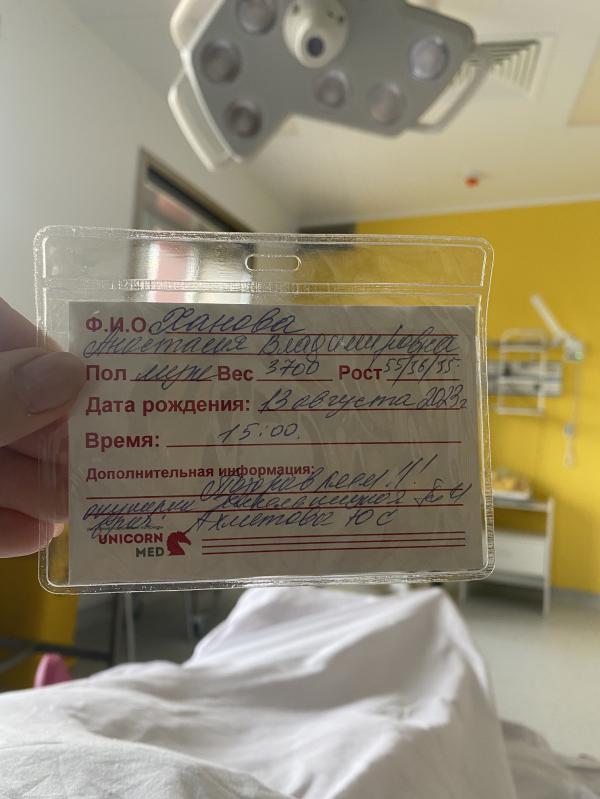 Ф.И.О. Ханова
Анастасия Владимировна
Пол муж Вес 3700 Рост 55/36/35.
Дата рождения: 13 августа 2023г
Время: 15:00.
Дополнительная информация:
Поздравляем!!
акушерка
врач Ахметова Ю С
UNICORN
MED